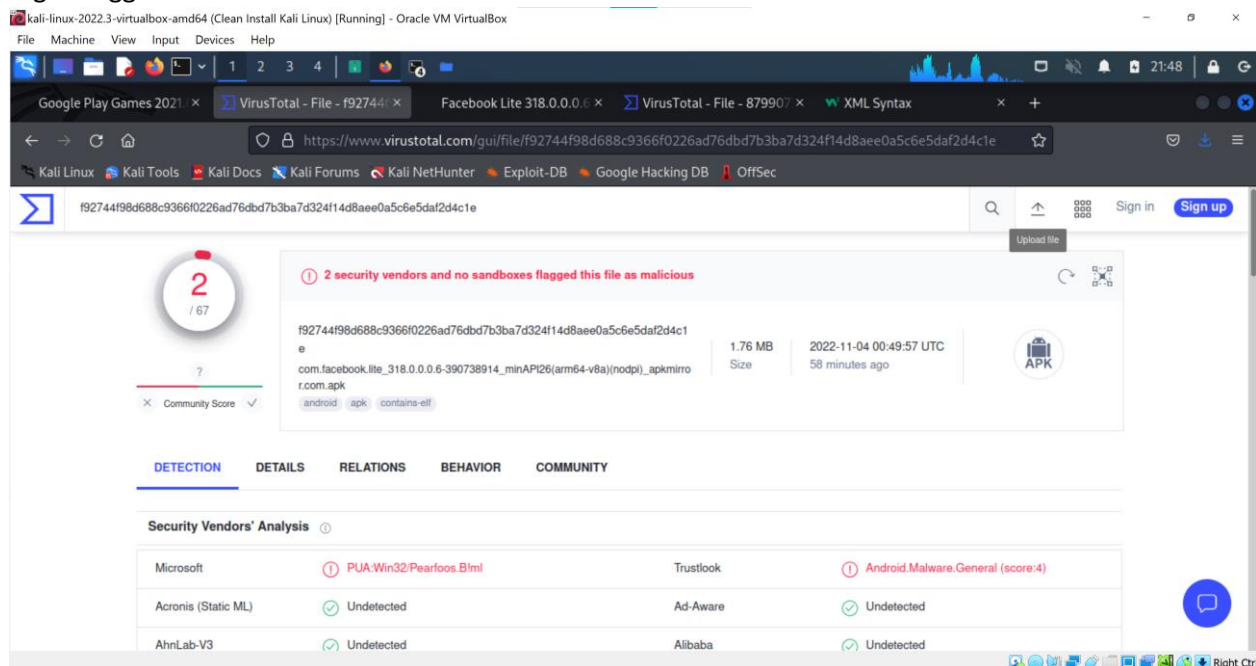 kali-linux-2022.3-virtualbox-amd64 (Clean Install Kali Linux) [Running] - Oracle VM VirtualBox
File Machine View Input Devices Help
1 2 3 4 21:48
Google Play Games 2021. × VirusTotal - File - f92744f × Facebook Lite 318.0.0.0.6 × VirusTotal - File - 879907 × XML Syntax × +
https://www.virustotal.com/gui/file/f92744f98d688c9366f0226ad76dbd7b3ba7d324f14d8aee0a5c6e5daf2d4c1e
Kali Linux Kali Tools Kali Docs Kali Forums Kali NetHunter Exploit-DB Google Hacking DB OffSec
f92744f98d688c9366f0226ad76dbd7b3ba7d324f14d8aee0a5c6e5daf2d4c1e Sign in Sign up
Upload file
2
/ 67
? 
× Community Score ✓
2 security vendors and no sandboxes flagged this file as malicious
f92744f98d688c9366f0226ad76dbd7b3ba7d324f14d8aee0a5c6e5daf2d4c1
e
com.facebook.lite_318.0.0.0.6-390738914_minAPI26(arm64-v8a)(nodpi)_apkmirro
r.com.apk
android apk contains-elf
1.76 MB
Size
2022-11-04 00:49:57 UTC
58 minutes ago
APK
DETECTION DETAILS RELATIONS BEHAVIOR COMMUNITY
Security Vendors' Analysis
Microsoft PUA:Win32/Pearfoos.B!ml Trustlook Android.Malware.General (score:4)
Acronis (Static ML) Undetected Ad-Aware Undetected
AhnLab-V3 Undetected Alibaba Undetected
Right Ctrl